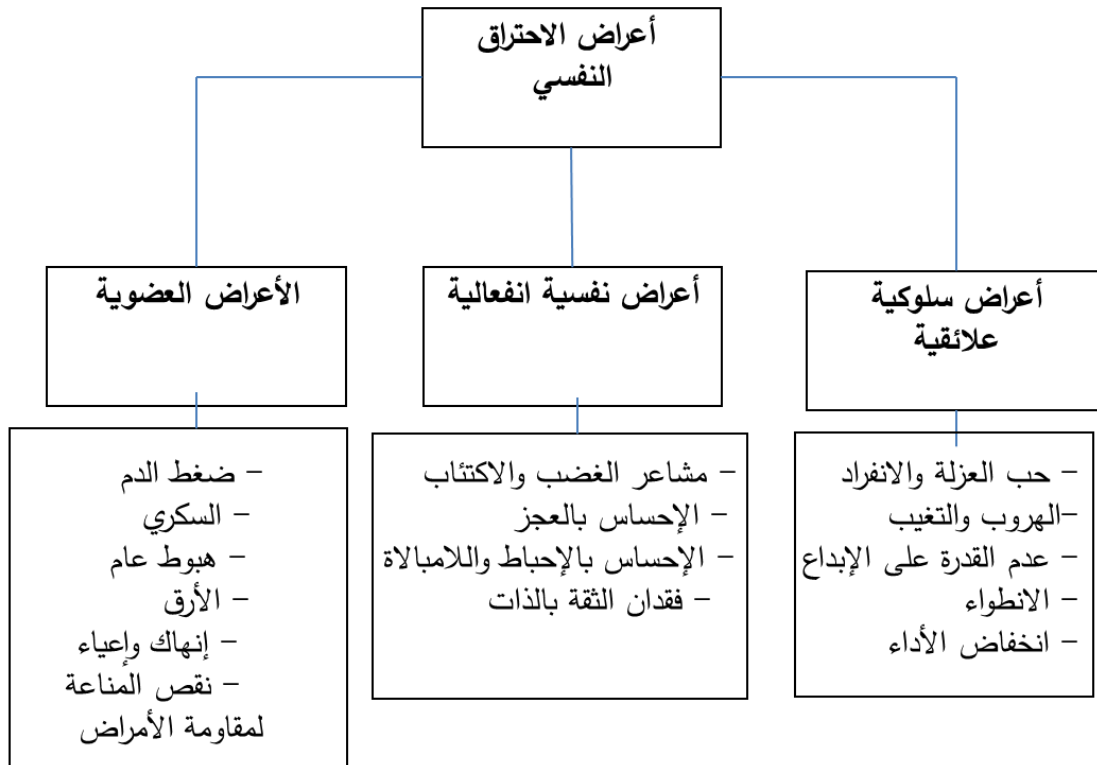 أعراض الاحتراق
النفسي
أعراض سلوكية
علائقية
أعراض نفسية انفعالية
الأعراض العضوية
– حب العزلة والانفراد
–الهروب والتغيب
– عدم القدرة على الإبداع
– الانطواء
– انخفاض الأداء
– مشاعر الغضب والاكتئاب
– الإحساس بالعجز
– الإحساس بالإحباط واللامبالاة
– فقدان الثقة بالذات
– ضغط الدم
– السكري
– هبوط عام
– الأرق
– إنهاك وإعياء
– نقص المناعة
لمقاومة الأمراض